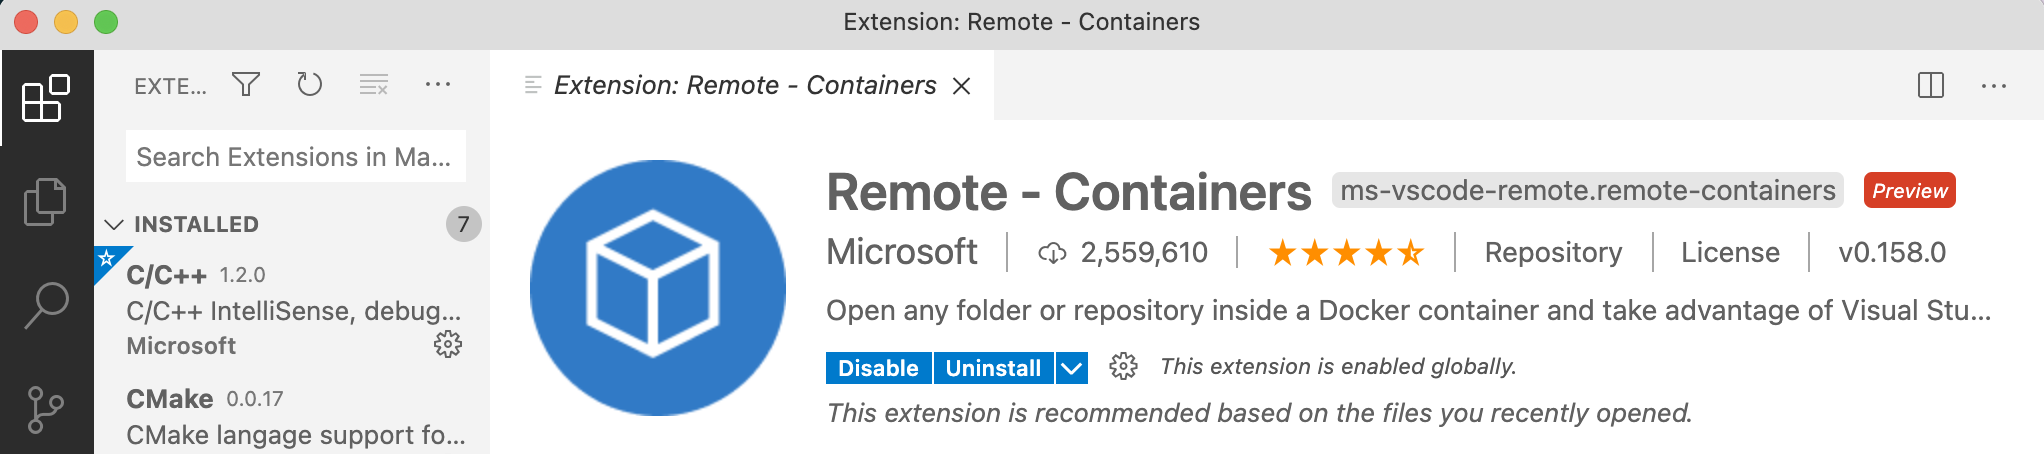 Extension: Remote - Containers
EXTE...
Search Extensions in Ma...
INSTALLED 7
C/C++ 1.2.0
C/C++ IntelliSense, debug...
Microsoft
CMake 0.0.17
CMake langage support fo...
Extension: Remote - Containers
Remote - Containers ms-vscode-remote.remote-containers Preview
Microsoft 2,559,610 Repository License v0.158.0
Open any folder or repository inside a Docker container and take advantage of Visual Stu...
Disable Uninstall This extension is enabled globally.
This extension is recommended based on the files you recently opened.